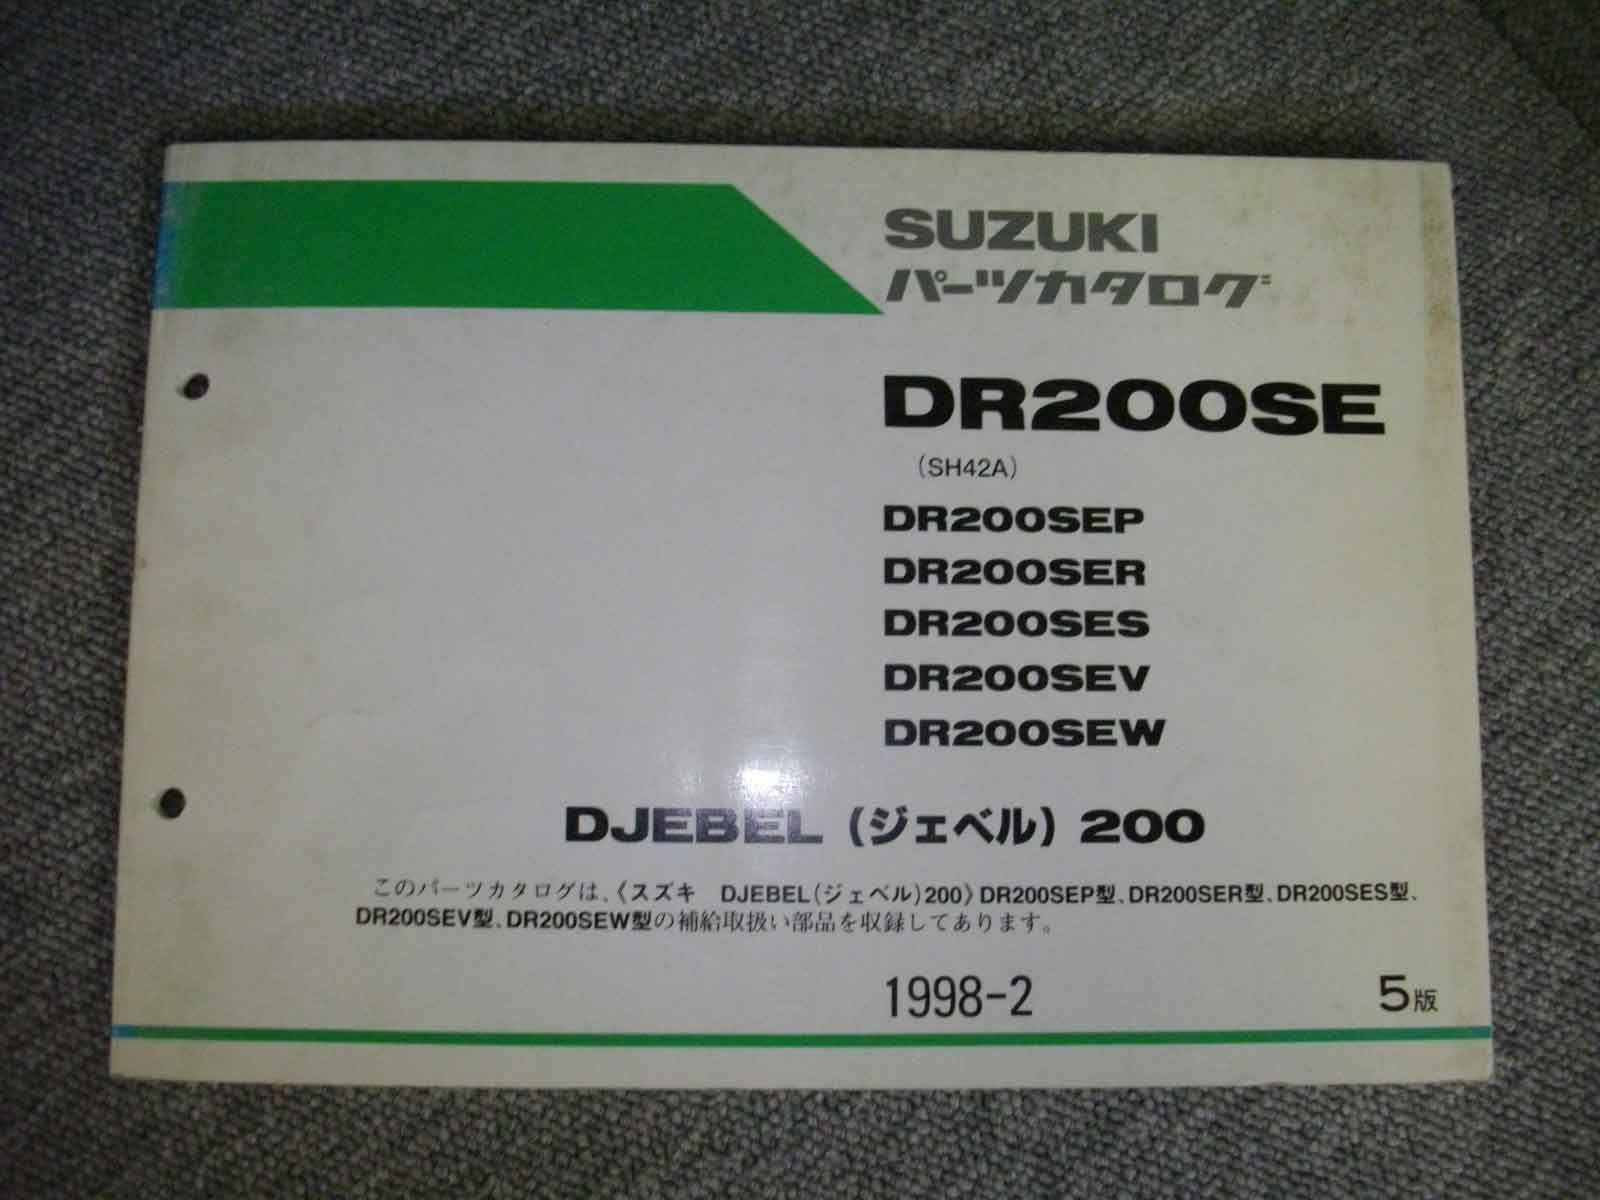 SUZUKI
パーツカタログ
DR200SE
(SH42A)
DR200SEP
DR200SER
DR200SES
DR200SEV
DR200SEW
DJEBEL (ジェベル) 200
このパーツカタログは、《スズキ　DJEBEL(ジェベル)200》DR200SEP型、DR200SER型、DR200SES型、
DR200SEV型、DR200SEW型の補給取扱い部品を収録してあります。
1998-2 5版